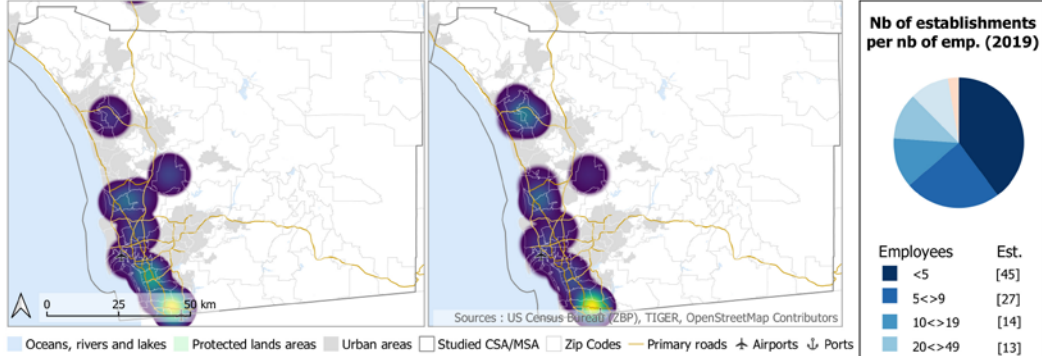 Nb of establishments
per nb of emp. (2019)
Employees Est.
<5 [45]
5<>9 [27]
10<>19 [14]
20<>49 [13]
0 25 50 km
Sources : US Census Bureau (ZBP), TIGER, OpenStreetMap Contributors
Oceans, rivers and lakes Protected lands areas Urban areas Studied CSA/MSA Zip Codes Primary roads Airports Ports